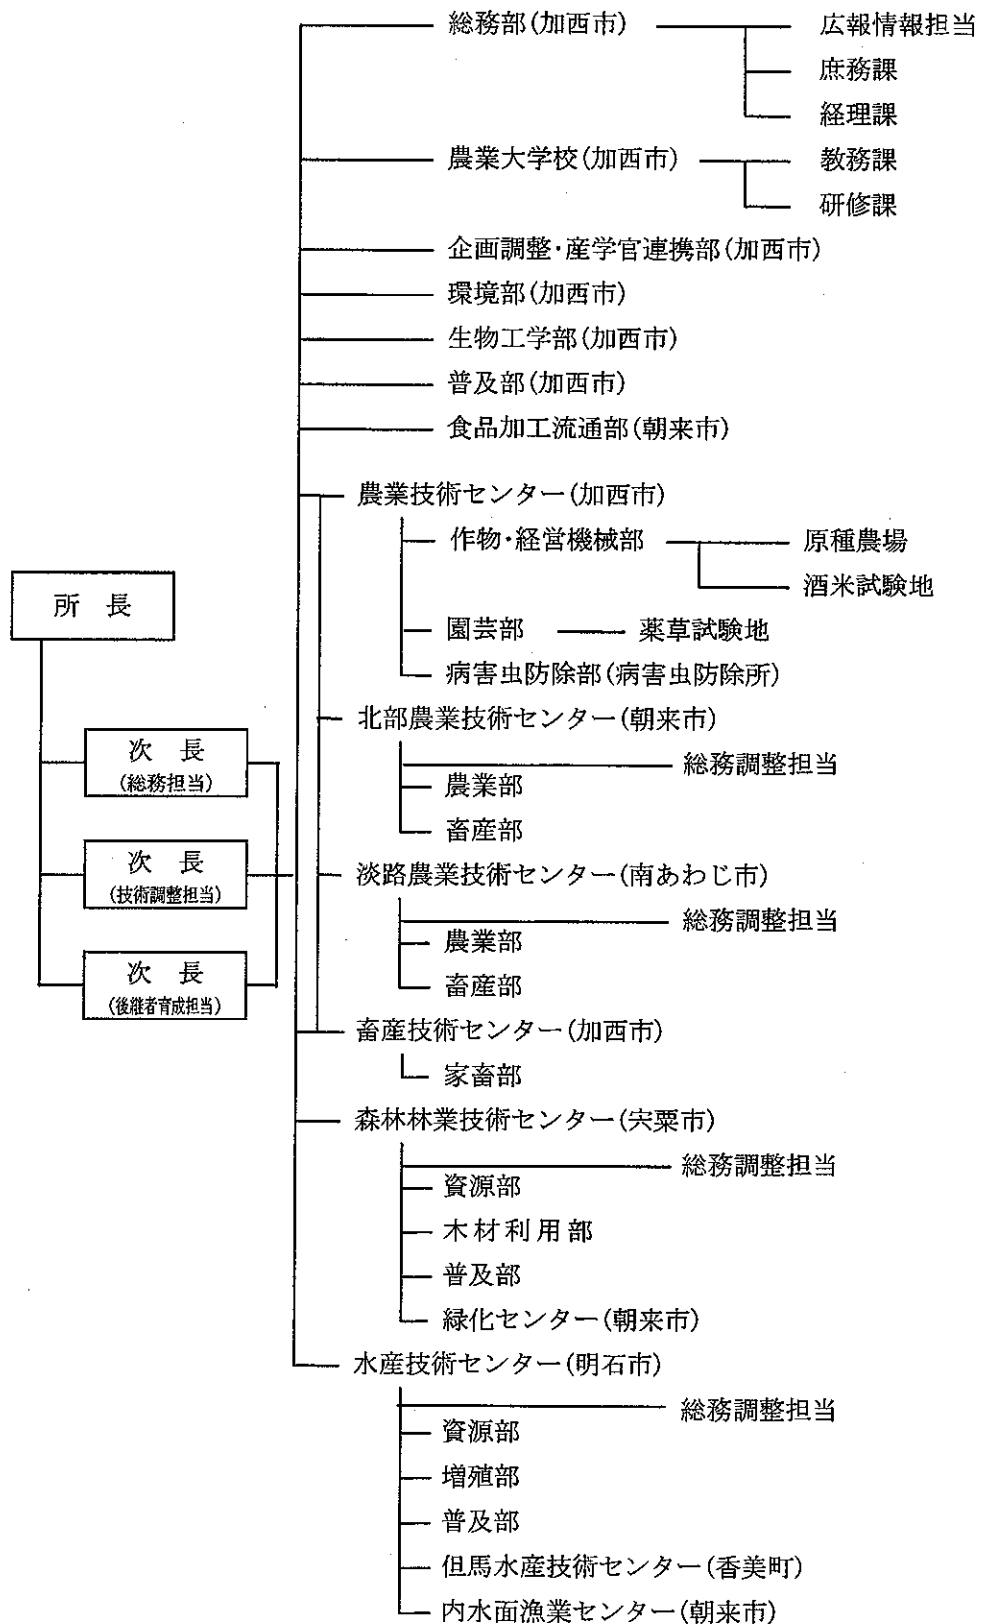 総務部(加西市)
広報情報担当
庶務課
経理課
農業大学校(加西市)
教務課
研修課
企画調整・産学官連携部(加西市)
環境部(加西市)
生物工学部(加西市)
普及部(加西市)
食品加工流通部(朝来市)
農業技術センター(加西市)
作物・経営機械部
原種農場
酒米試験地
園芸部
薬草試験地
病害虫防除部(病害虫防除所)
所 長
次 長
(総務担当)
次 長
(技術調整担当)
次 長
(後継者育成担当)
北部農業技術センター(朝来市)
総務調整担当
農業部
畜産部
淡路農業技術センター(南あわじ市)
総務調整担当
農業部
畜産部
畜産技術センター(加西市)
家畜部
森林林業技術センター(宍粟市)
総務調整担当
資源部
木材利用部
普及部
緑化センター(朝来市)
水産技術センター(明石市)
総務調整担当
資源部
増殖部
普及部
但馬水産技術センター(香美町)
内水面漁業センター(朝来市)